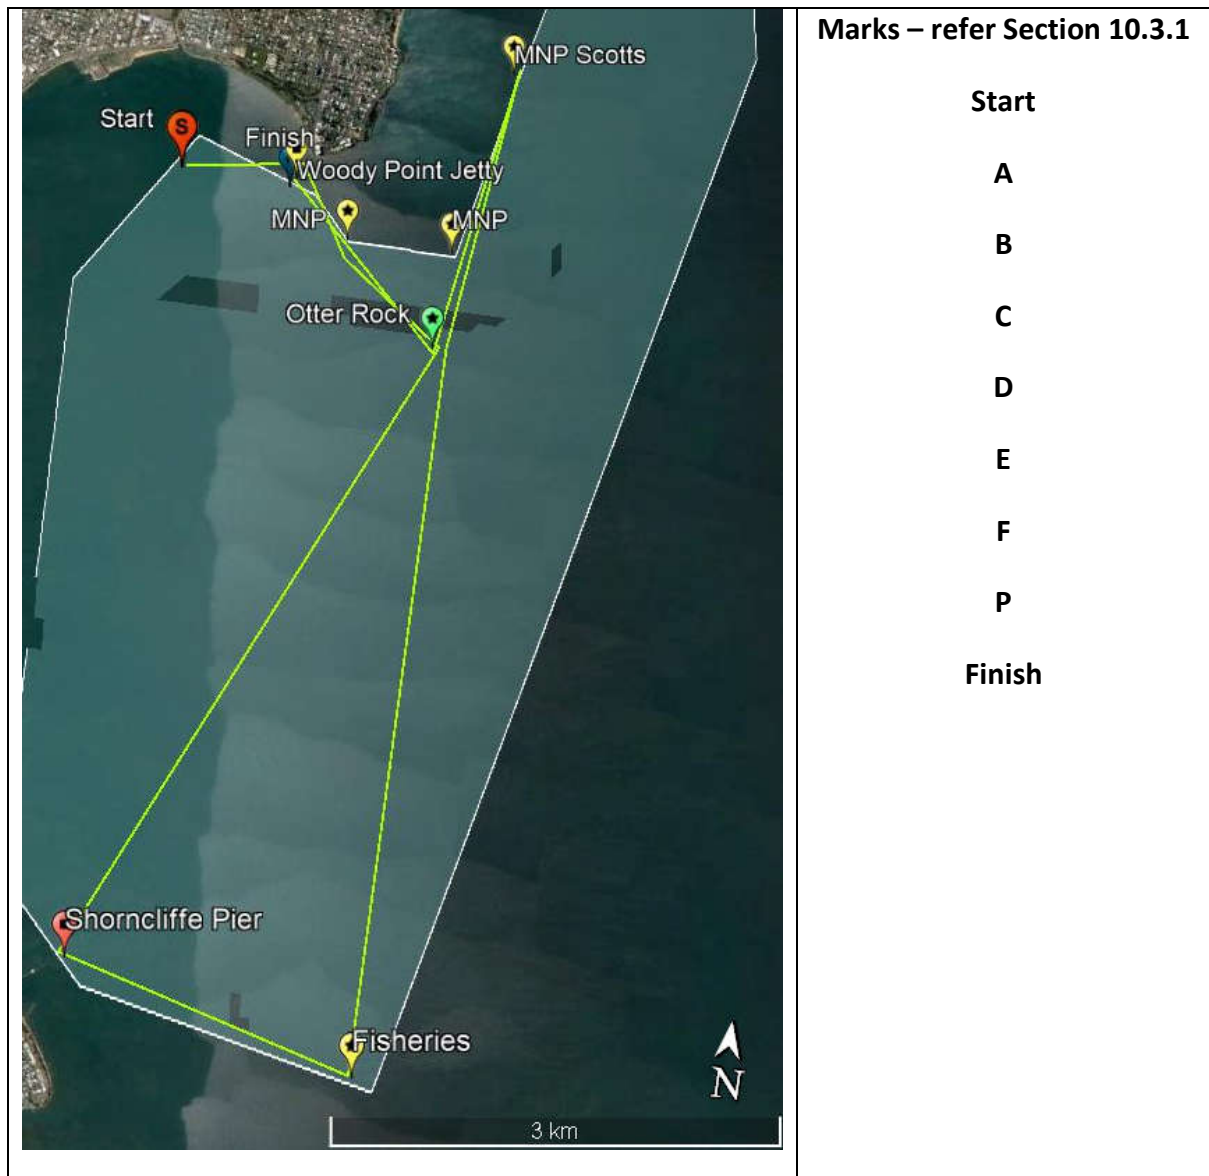 MNP Scotts
Start
S
Finish
Woody Point Jetty
MNP
MNP
Otter Rock
Shorncliffe Pier
Fisheries
N
3 km
Marks – refer Section 10.3.1
Start
A
B
C
D
E
F
P
Finish